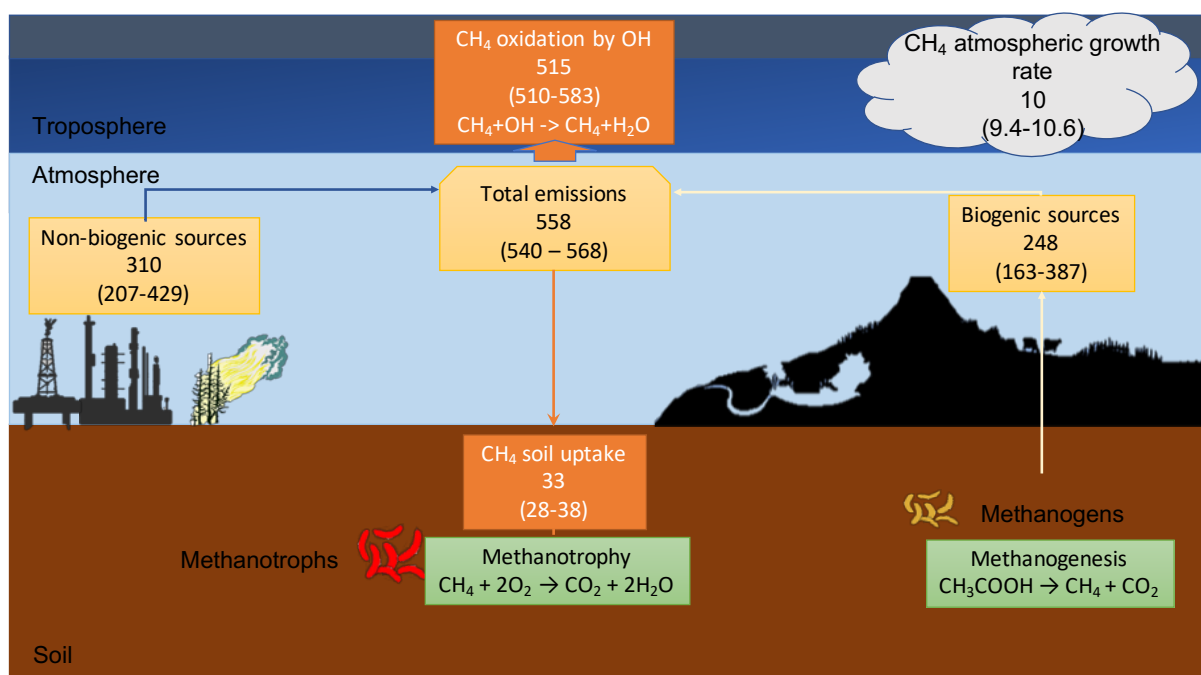 CH₄ oxidation by OH
515
(510-583)
CH₄+OH -> CH₄+H₂O
CH₄ atmospheric growth
rate
10
(9.4-10.6)
Troposphere
Atmosphere
Non-biogenic sources
310
(207-429)
Total emissions
558
(540 – 568)
Biogenic sources
248
(163-387)
CH₄ soil uptake
33
(28-38)
Methanotrophs
Methanotrophy
CH₄ + 2O₂ → CO₂ + 2H₂O
Methanogens
Methanogenesis
CH₃COOH → CH₄ + CO₂
Soil